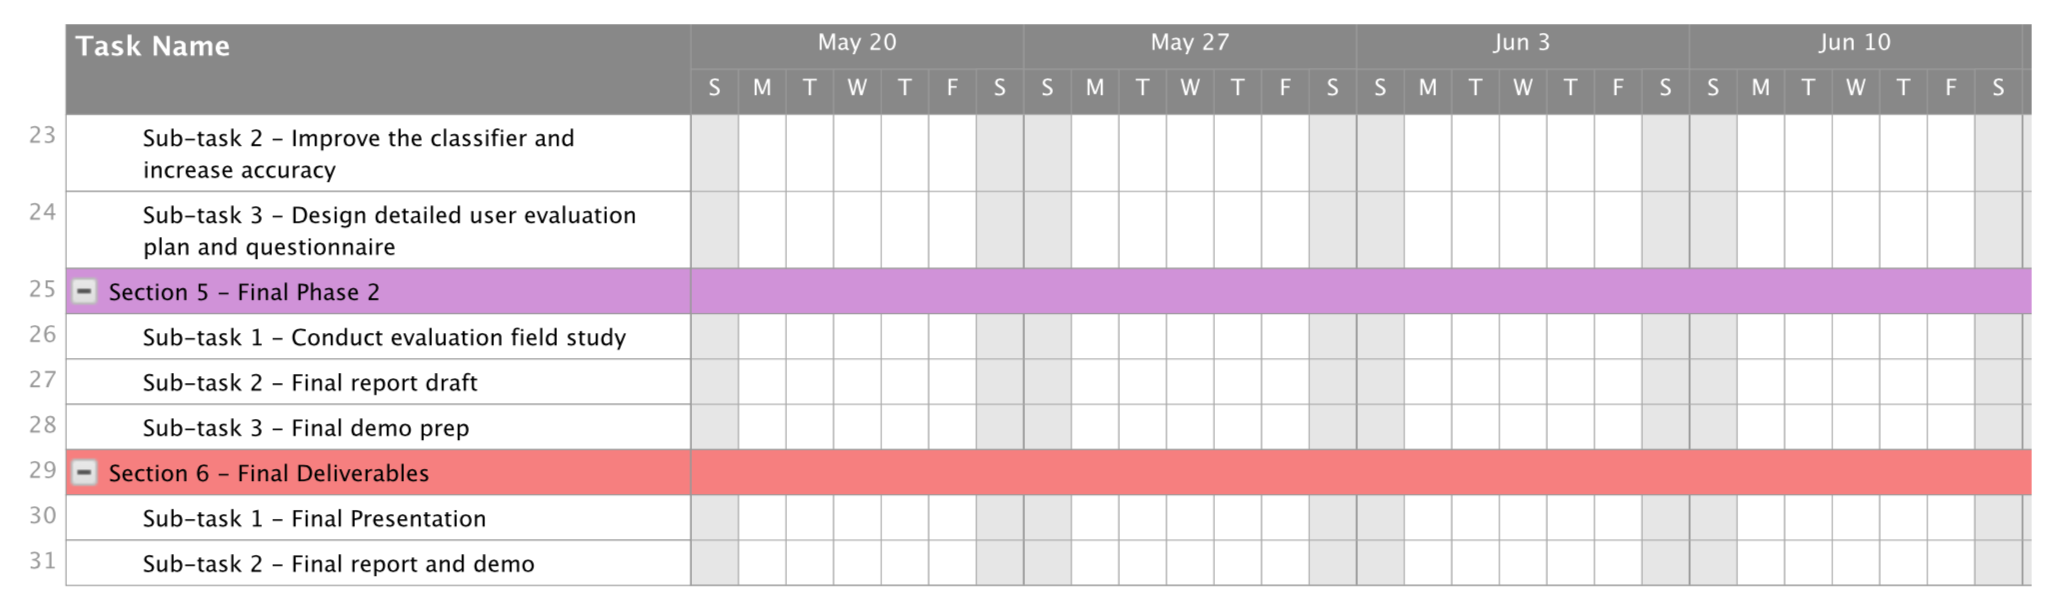 Task Name
May 20 May 27 Jun 3 Jun 10
S M T W T F S S M T W T F S S M T W T F S S M T W T F S
23 Sub-task 2 - Improve the classifier and
increase accuracy
24 Sub-task 3 - Design detailed user evaluation
plan and questionnaire
25 Section 5 - Final Phase 2
26 Sub-task 1 - Conduct evaluation field study
27 Sub-task 2 - Final report draft
28 Sub-task 3 - Final demo prep
29 Section 6 - Final Deliverables
30 Sub-task 1 - Final Presentation
31 Sub-task 2 - Final report and demo